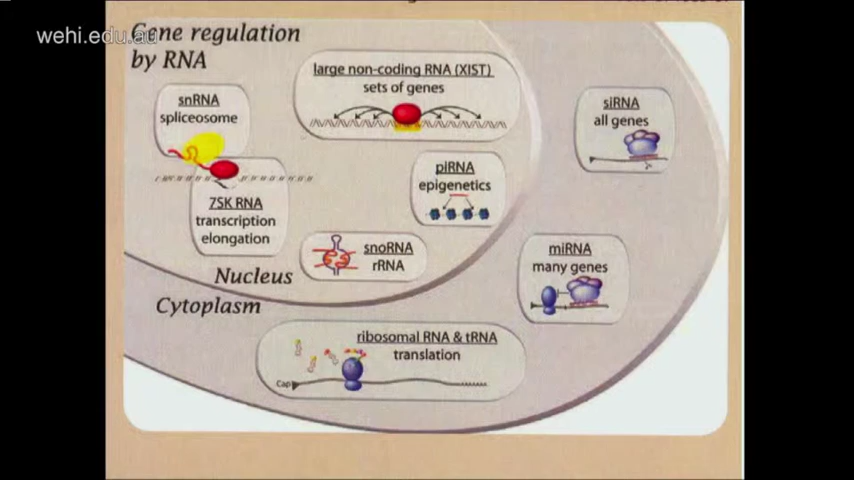 wehi.edu.au
Gene regulation
by RNA
large non-coding RNA (XIST)
sets of genes
snRNA
spliceosome
siRNA
all genes
piRNA
epigenetics
7SK RNA
transcription
elongation
snoRNA
rRNA
miRNA
many genes
Nucleus
Cytoplasm
ribosomal RNA & tRNA
translation
Cap